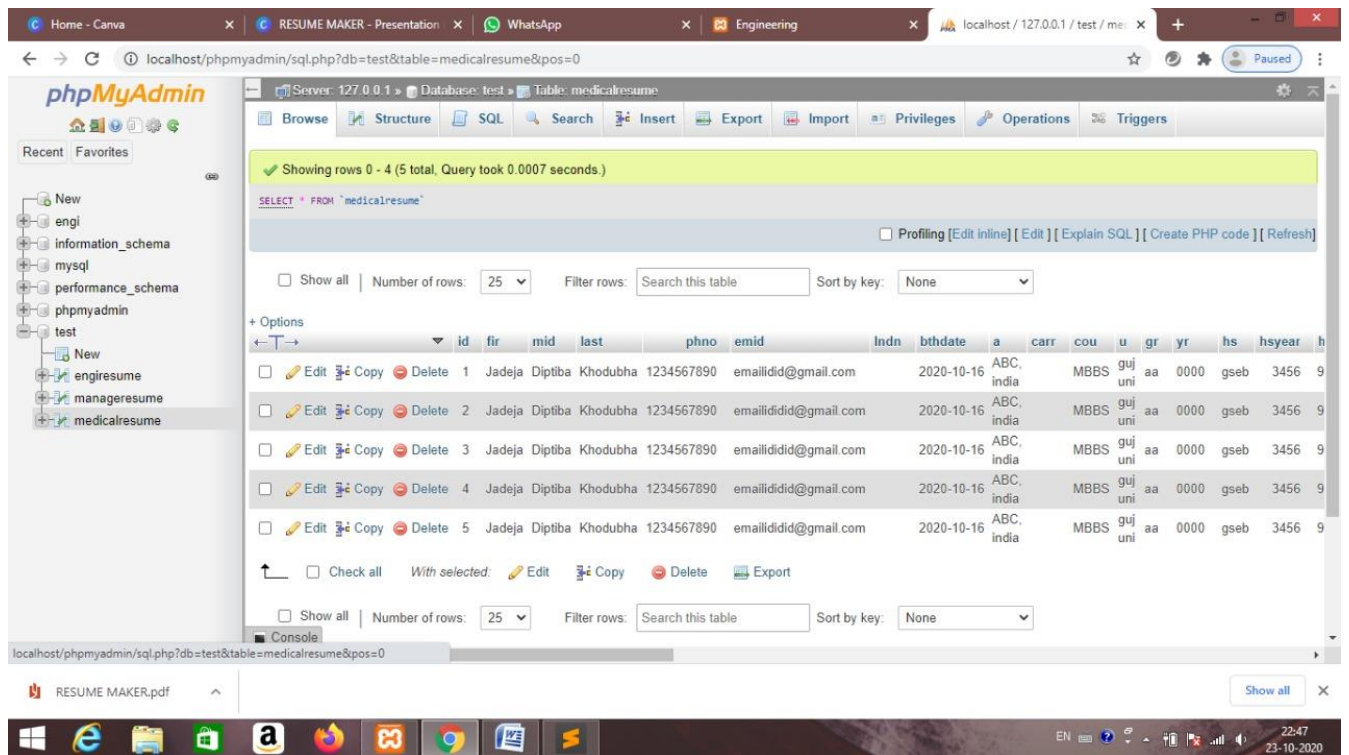 Home - Canva
RESUME MAKER - Presentation
WhatsApp
Engineering
localhost / 127.0.0.1 / test / me
localhost/phpmyadmin/sql.php?db=test&table=medicalresume&pos=0
Paused
phpMyAdmin
Recent Favorites
New
engi
information_schema
mysql
performance_schema
phpmyadmin
test
New
engiresume
manageresume
medicalresume
Server: 127.0.0.1 » Database: test » Table: medicalresume
Browse Structure SQL Search Insert Export Import Privileges Operations Triggers
Showing rows 0 - 4 (5 total, Query took 0.0007 seconds.)
SELECT * FROM `medicalresume`
Profiling [Edit inline] [ Edit ] [ Explain SQL ] [ Create PHP code ] [ Refresh]
Show all | Number of rows: 25 Filter rows: Search this table Sort by key: None
+ Options
←T→ id fir mid last phno emid lndn bthdate a carr cou u gr yr hs hsyear h
Edit Copy Delete 1 Jadeja Diptiba Khodubha 1234567890 emailididid@gmail.com 2020-10-16 ABC, india MBBS guj uni aa 0000 gseb 3456 9
Edit Copy Delete 2 Jadeja Diptiba Khodubha 1234567890 emailididid@gmail.com 2020-10-16 ABC, india MBBS guj uni aa 0000 gseb 3456 9
Edit Copy Delete 3 Jadeja Diptiba Khodubha 1234567890 emailididid@gmail.com 2020-10-16 ABC, india MBBS guj uni aa 0000 gseb 3456 9
Edit Copy Delete 4 Jadeja Diptiba Khodubha 1234567890 emailididid@gmail.com 2020-10-16 ABC, india MBBS guj uni aa 0000 gseb 3456 9
Edit Copy Delete 5 Jadeja Diptiba Khodubha 1234567890 emailididid@gmail.com 2020-10-16 ABC, india MBBS guj uni aa 0000 gseb 3456 9
Check all With selected: Edit Copy Delete Export
Show all | Number of rows: 25 Filter rows: Search this table Sort by key: None
Console
localhost/phpmyadmin/sql.php?db=test&table=medicalresume&pos=0
RESUME MAKER.pdf
Show all
EN
22:47
23-10-2020